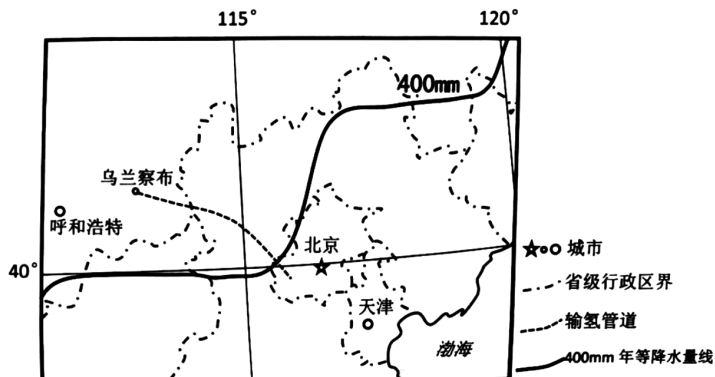 115° 120°
400mm
乌兰察布
呼和浩特
北京
城市
40°
省级行政区界
天津
输氢管道
渤海
400mm 年等降水量线